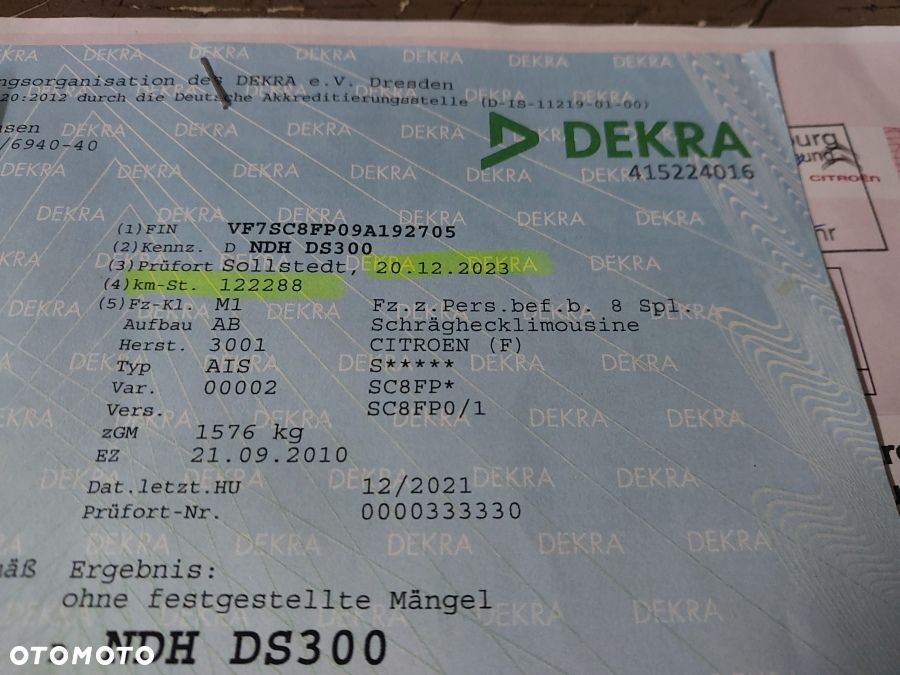 ngsorganisation des DEKRA e.V. Dresden
20:2012 durch die Deutsche Akkreditierungsstelle (D-IS-11219-01-00)
/6940-40
DEKRA
415224016
CITROËN
(1) FIN VF7SC8FP09A192705
(2) Kennz. D NDH DS300
(3) Prüfort Sollstedt, 20.12.2023
(4) km-St. 122288
(5) Fz-Kl. M1 Fz.z.Pers.bef.b. 8 Spl.
Aufbau AB Schräghecklimousine
Herst. 3001 CITROEN (F)
Typ AIS S*****
Var. 00002 SC8FP*
Vers. SC8FP0/1
zGM 1576 kg
EZ 21.09.2010
Dat.letzt.HU 12/2021
Prüfort-Nr. 0000333330
mäß Ergebnis:
ohne festgestellte Mängel
NDH DS300
OTOMOTO